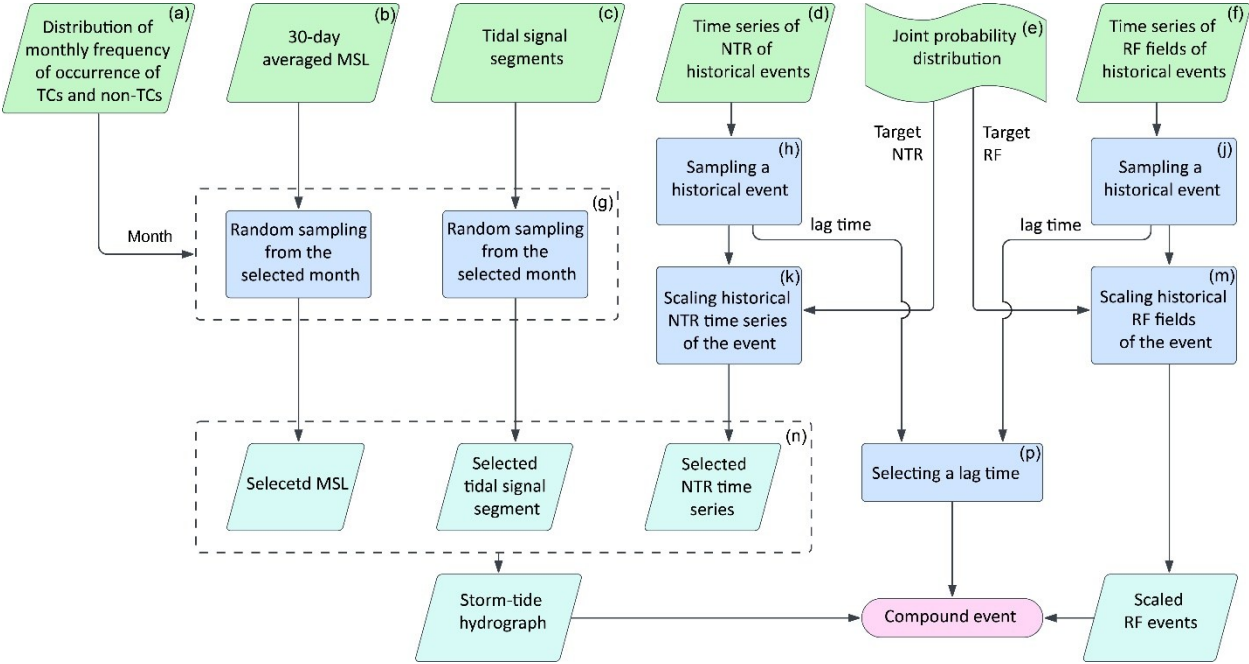 (a)
Distribution of
monthly frequency
of occurrence of
TCs and non-TCs
(b)
30-day
averaged MSL
(c)
Tidal signal
segments
(d)
Time series of
NTR of
historical events
(e)
Joint probability
distribution
(f)
Time series of
RF fields of
historical events
Target
NTR
Target
RF
(h)
Sampling a
historical event
(j)
Sampling a
historical event
(g)
Month
Random sampling
from the
selected month
Random sampling
from the
selected month
lag time
lag time
(k)
Scaling historical
NTR time series
of the event
(m)
Scaling historical
RF fields
of the event
(n)
Selecetd MSL
Selected
tidal signal
segment
Selected
NTR time
series
(p)
Selecting a lag time
Storm-tide
hydrograph
Compound event
Scaled
RF events